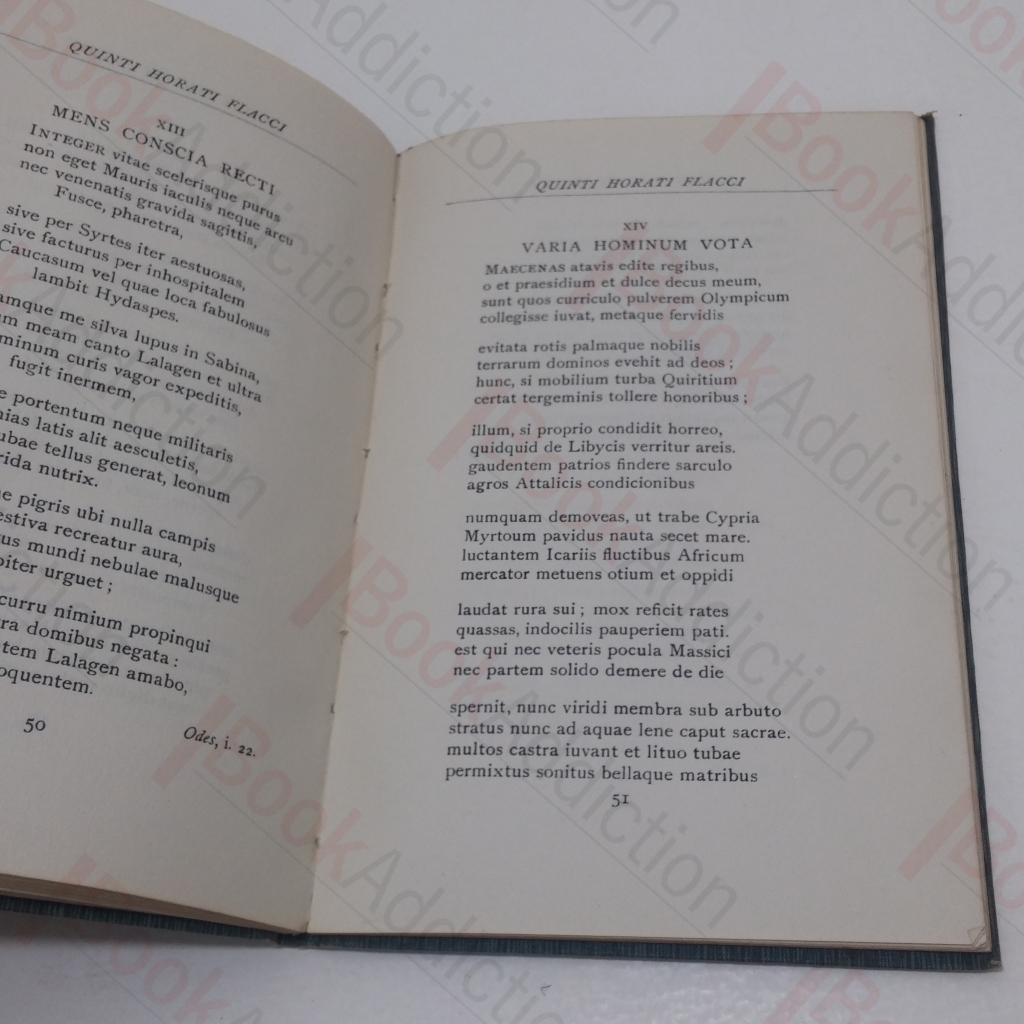 QUINTI HORATI FLACCI
XIII
MENS CONSCIA RECTI
INTEGER vitae scelerisque purus
non eget Mauris iaculis neque arcu
nec venenatis gravida sagittis,
Fusce, pharetra,
sive per Syrtes iter aestuosas,
sive facturus per inhospitalem
Caucasum vel quae loca fabulosus
lambit Hydaspes.
me silva lupus in Sabina,
meam canto Lalagen et ultra
curis vagor expeditis,
fugit inermem,
portentum neque militaris
latis alit aesculetis,
tellus generat, leonum
nutrix.
pigris ubi nulla campis
recreatur aura,
mundi nebulae malusque
urguet;
curru nimium propinqui
domibus negata:
Lalagen amabo,
50
Odes, i. 22.
QUINTI HORATI FLACCI
XIV
VARIA HOMINUM VOTA
MAECENAS atavis edite regibus,
o et praesidium et dulce decus meum,
sunt quos curriculo pulverem Olympicum
collegisse iuvat, metaque fervidis
evitata rotis palmaque nobilis
terrarum dominos evehit ad deos;
hunc, si mobilium turba Quiritium
certat tergeminis tollere honoribus;
illum, si proprio condidit horreo,
quidquid de Libycis verritur areis.
gaudentem patrios findere sarculo
agros Attalicis condicionibus
numquam demoveas, ut trabe Cypria
Myrtoum pavidus nauta secet mare.
luctantem Icariis fluctibus Africum
mercator metuens otium et oppidi
laudat rura sui; mox reficit rates
quassas, indocilis pauperiem pati.
est qui nec veteris pocula Massici
nec partem solido demere de die
spernit, nunc viridi membra sub arbuto
stratus nunc ad aquae lene caput sacrae.
multos castra iuvant et lituo tubae
permixtus sonitus bellaque matribus
51
BookAddiction